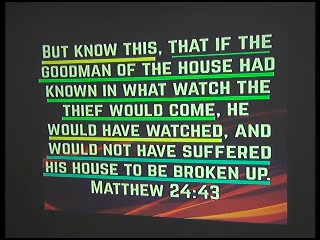 But know this, that if the
goodman of the house had
known in what watch the
thief would come, he
would have watched, and
would not have suffered
his house to be broken up.
Matthew 24:43